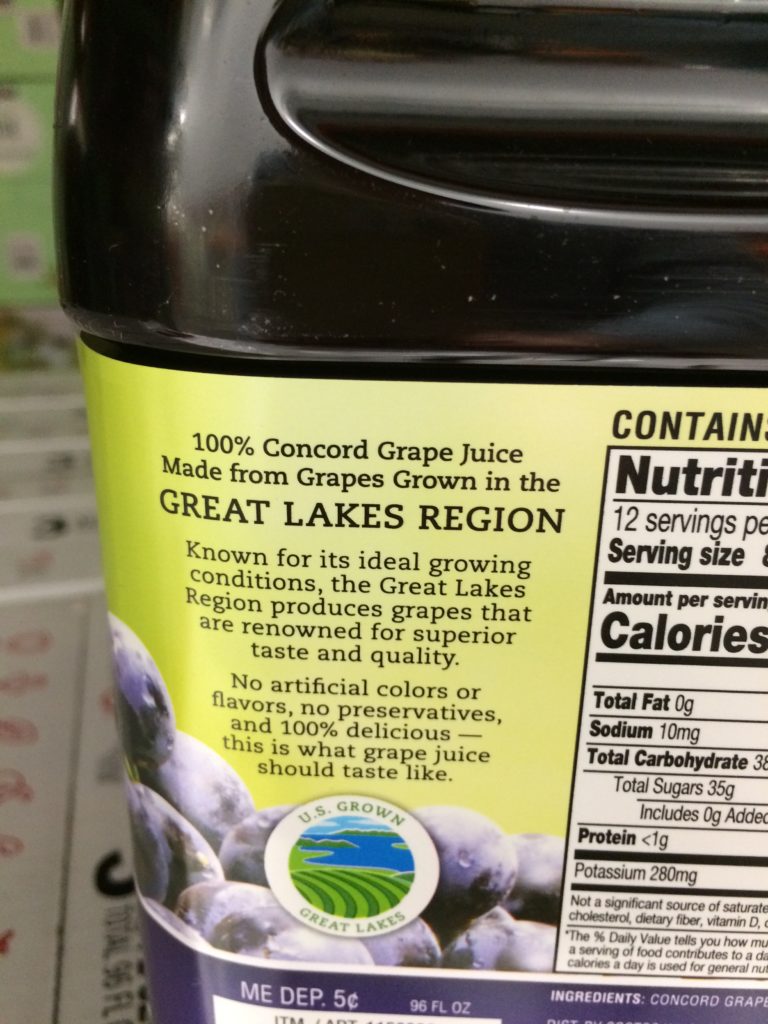 100% Concord Grape Juice
Made from Grapes Grown in the
GREAT LAKES REGION
Known for its ideal growing
conditions, the Great Lakes
Region produces grapes that
are renowned for superior
taste and quality.
No artificial colors or
flavors, no preservatives,
and 100% delicious —
this is what grape juice
should taste like.
U.S. GROWN
GREAT LAKES
ME DEP. 5¢
96 FL OZ
CONTAINS
Nutriti
12 servings pe
Serving size
Amount per servin
Calories
Total Fat 0g
Sodium 10mg
Total Carbohydrate 38
Total Sugars 35g
Includes 0g Added
Protein <1g
Potassium 280mg
Not a significant source of saturate
cholesterol, dietary fiber, vitamin D,
*The % Daily Value tells you how mu
a serving of food contributes to a da
calories a day is used for general nut
INGREDIENTS: CONCORD GRAPE
TOTAL 96 FL